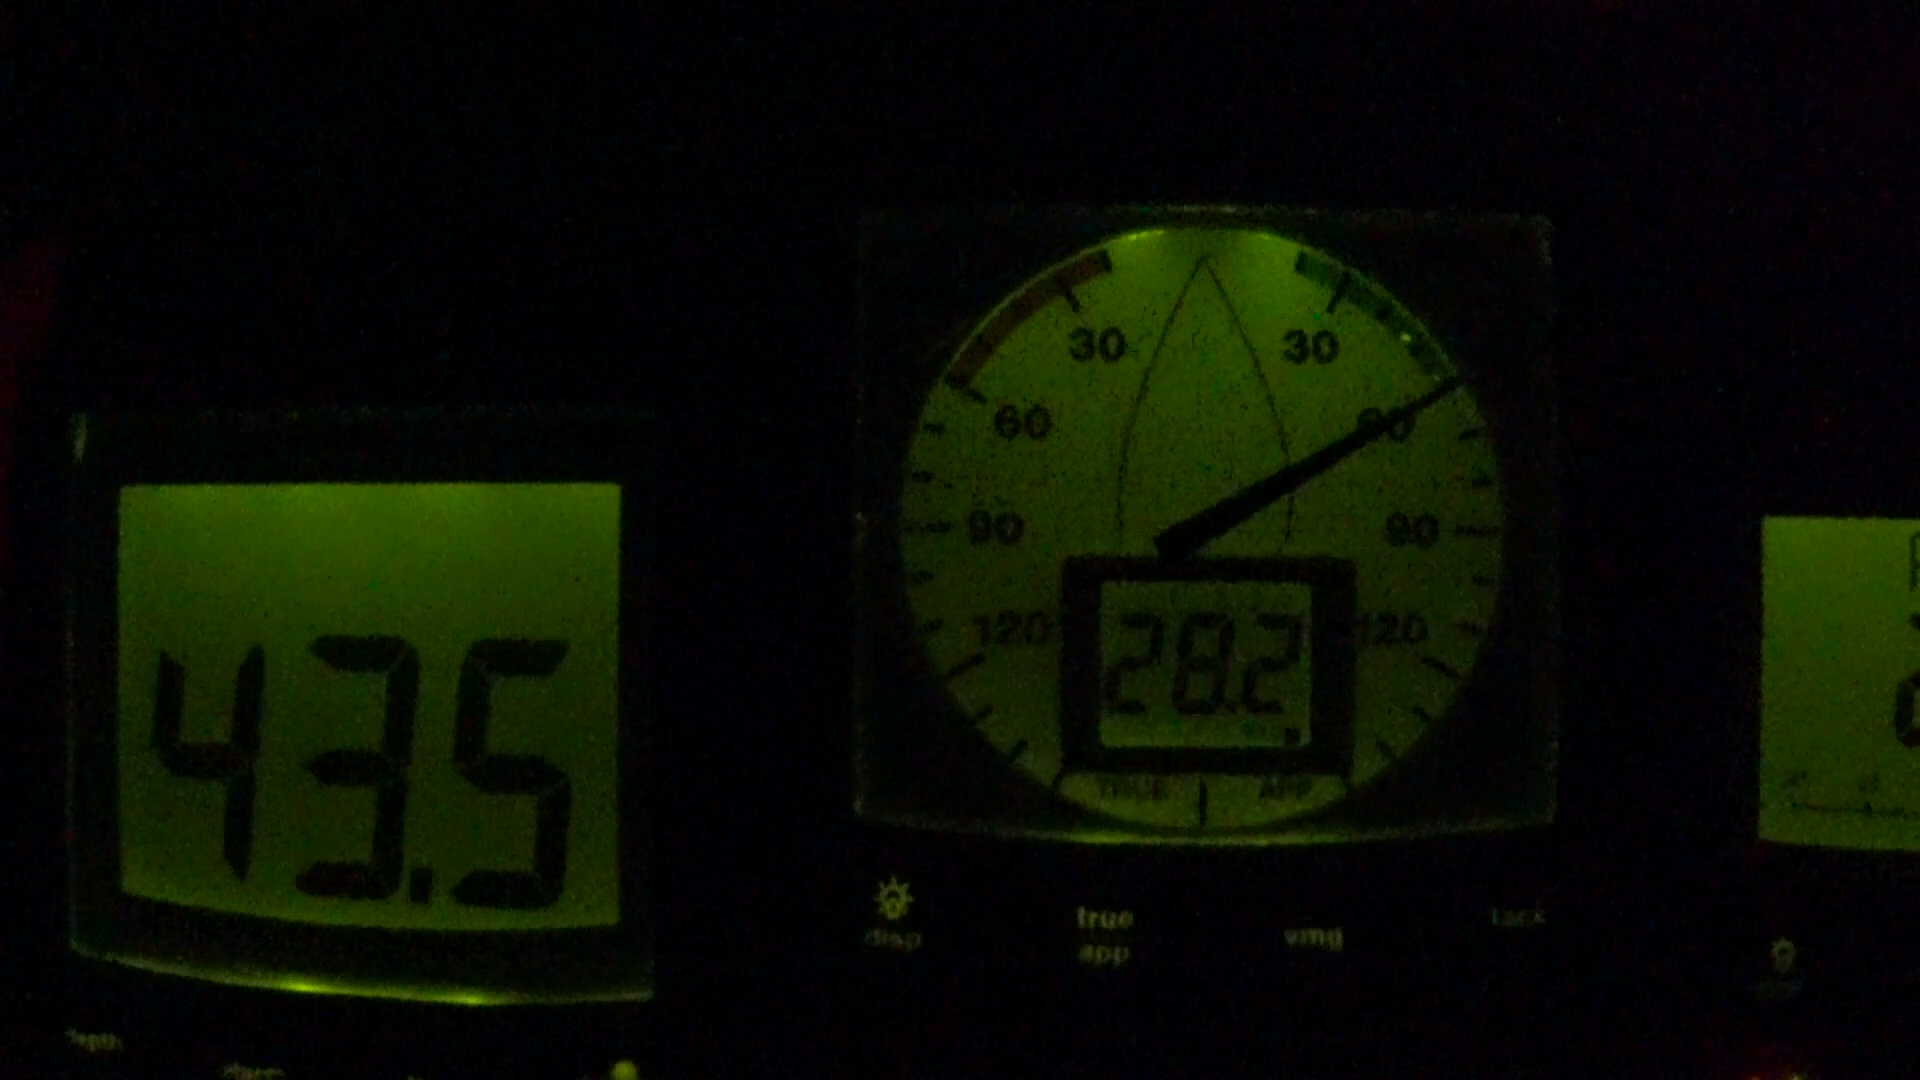 30 30
60 60
90 90
120 120
28.2
TRUE APP
43.5
disp
true
app
vmg
tack
depth